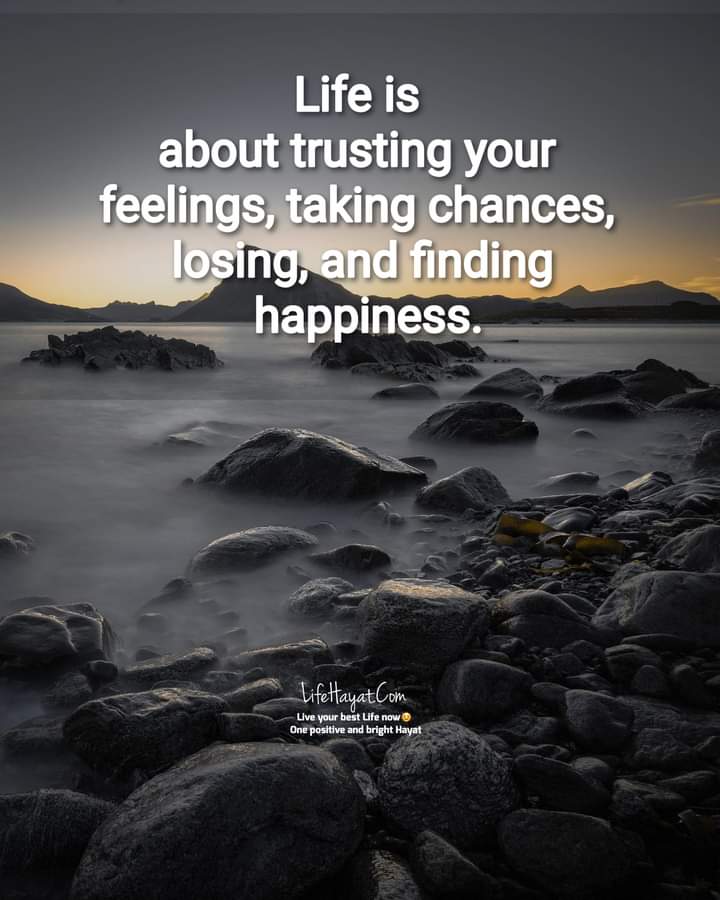 Life is
about trusting your
feelings, taking chances,
losing, and finding
happiness.
LifeHayat.Com
Live your best Life now😉
One positive and bright Hayat